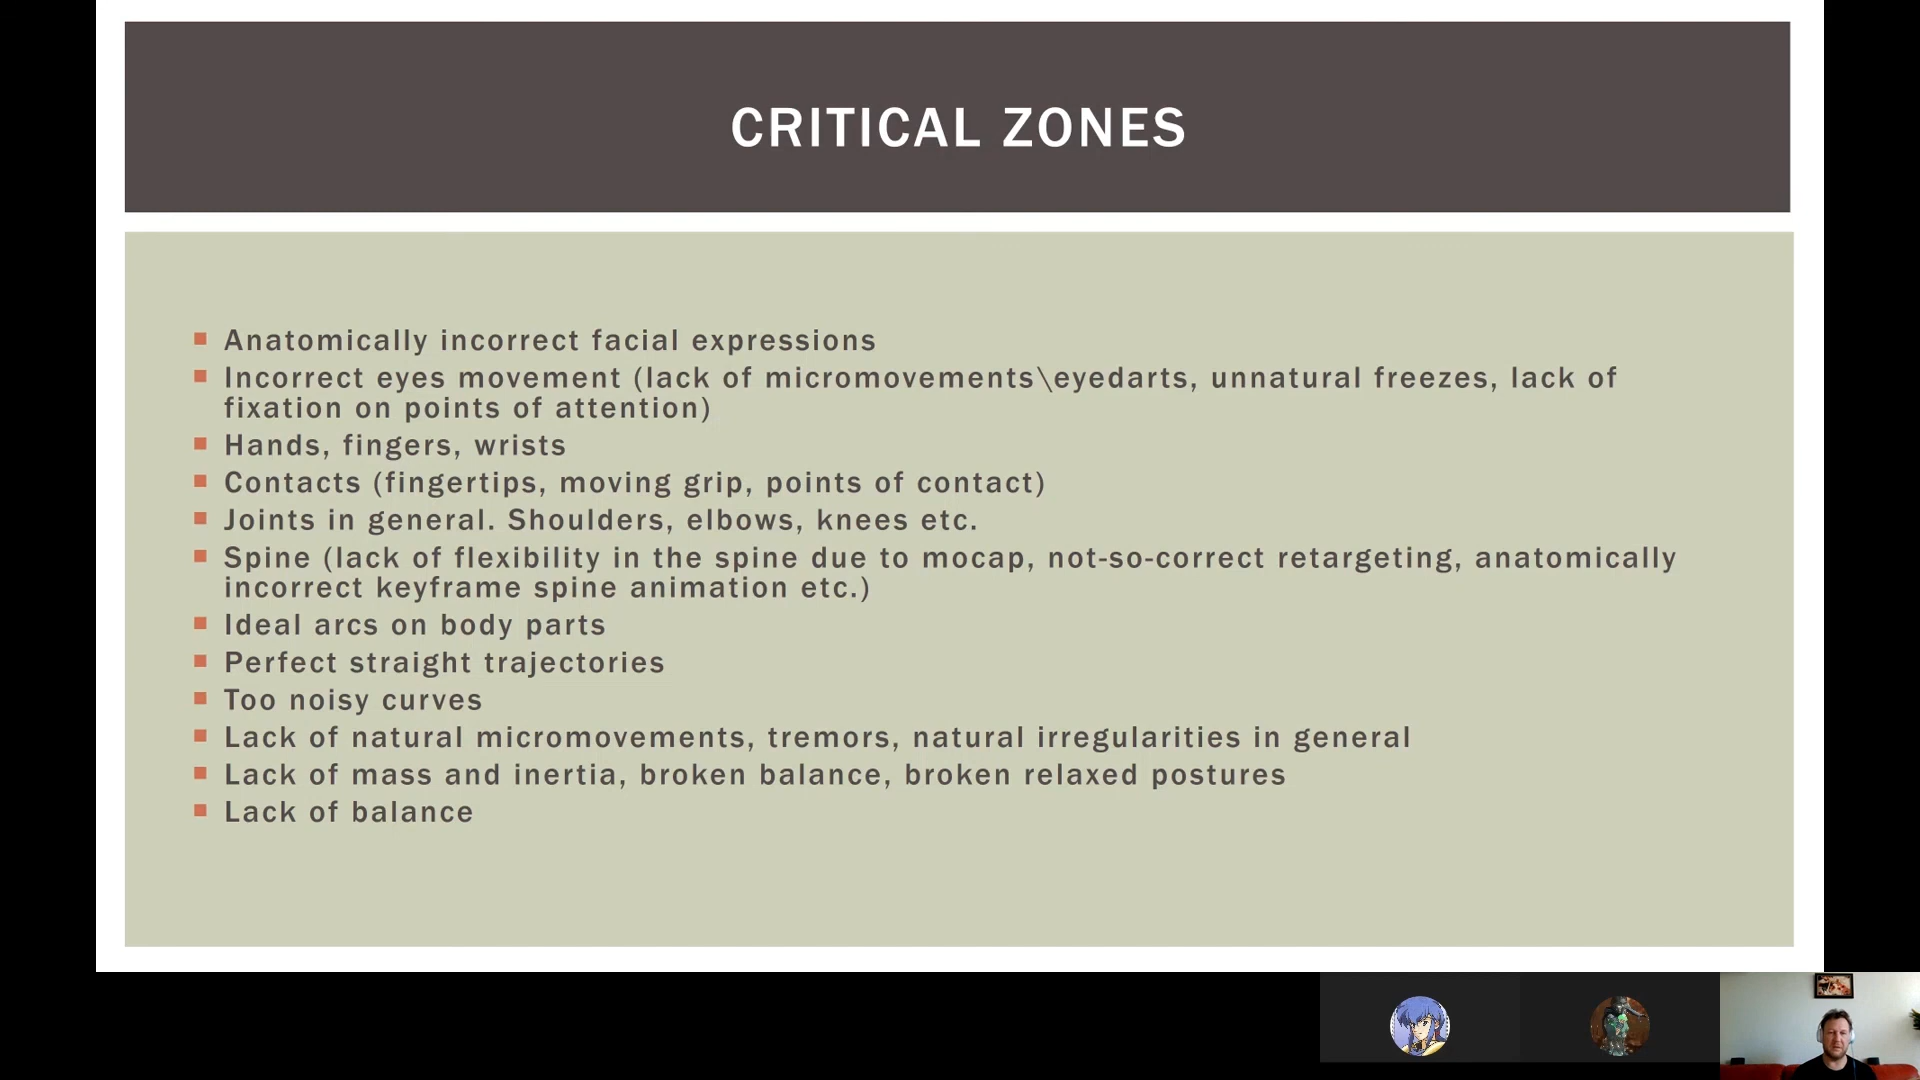 CRITICAL ZONES
Anatomically incorrect facial expressions
Incorrect eyes movement (lack of micromovements\eyedarts, unnatural freezes, lack of
fixation on points of attention)
Hands, fingers, wrists
Contacts (fingertips, moving grip, points of contact)
Joints in general. Shoulders, elbows, knees etc.
Spine (lack of flexibility in the spine due to mocap, not-so-correct retargeting, anatomically
incorrect keyframe spine animation etc.)
Ideal arcs on body parts
Perfect straight trajectories
Too noisy curves
Lack of natural micromovements, tremors, natural irregularities in general
Lack of mass and inertia, broken balance, broken relaxed postures
Lack of balance